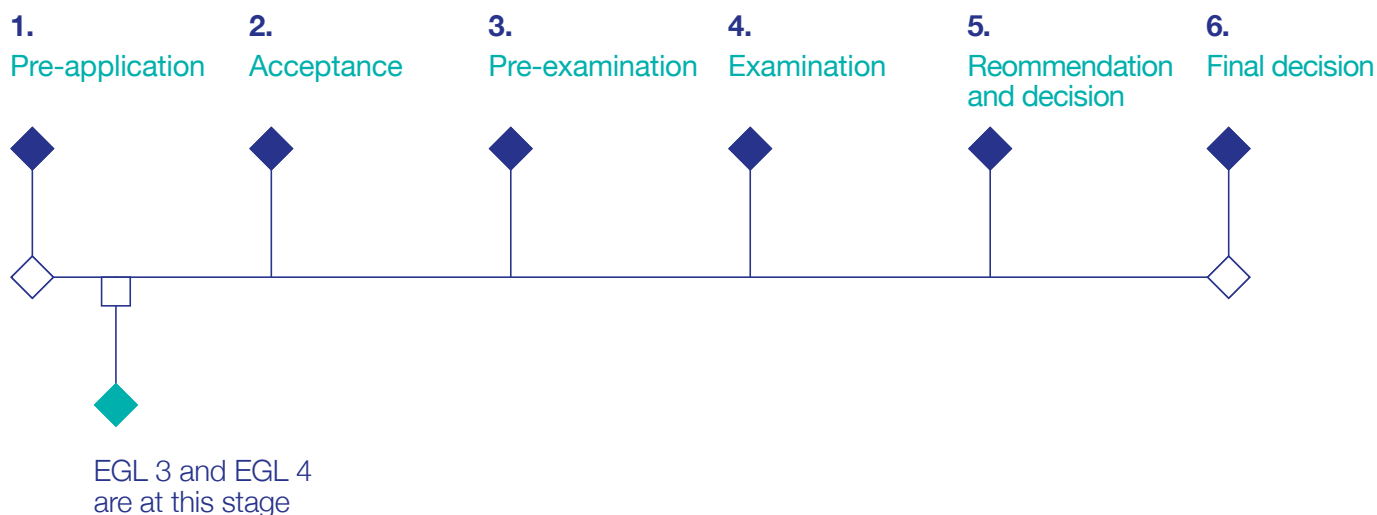 1.
Pre-application
2.
Acceptance
3.
Pre-examination
4.
Examination
5.
Reommendation
and decision
6.
Final decision
EGL 3 and EGL 4
are at this stage